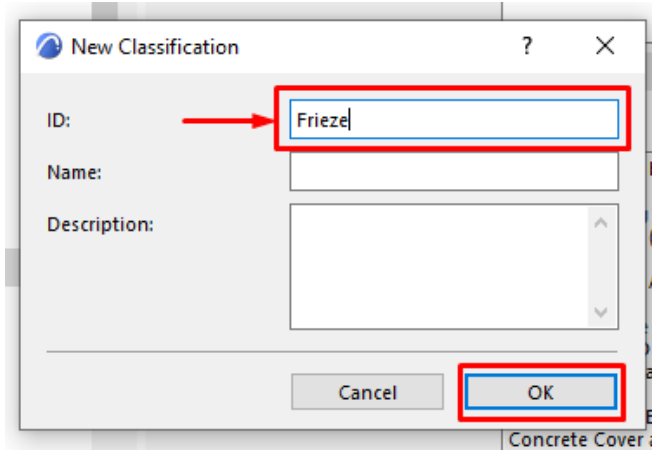 New Classification
?
ID:
Frieze
Name:
Description:
Cancel
OK
Concrete Cover a